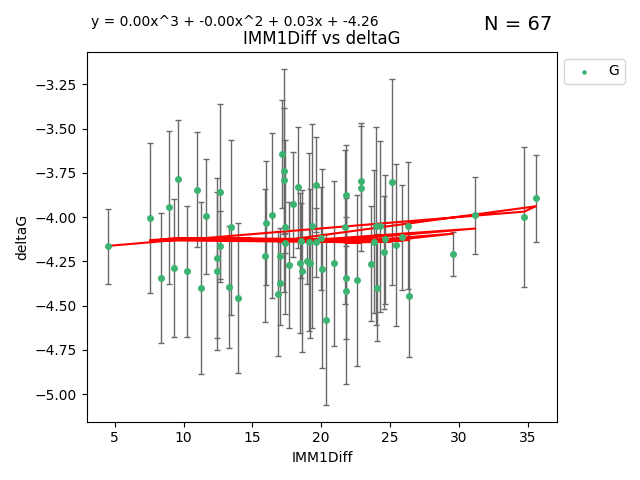 y = 0.00x^3 + -0.00x^2 + 0.03x + -4.26
N = 67
IMM1Diff vs deltaG
G
−3.25
−3.50
−3.75
−4.00
−4.25
−4.50
−4.75
−5.00
deltaG
5 10 15 20 25 30 35
IMM1Diff